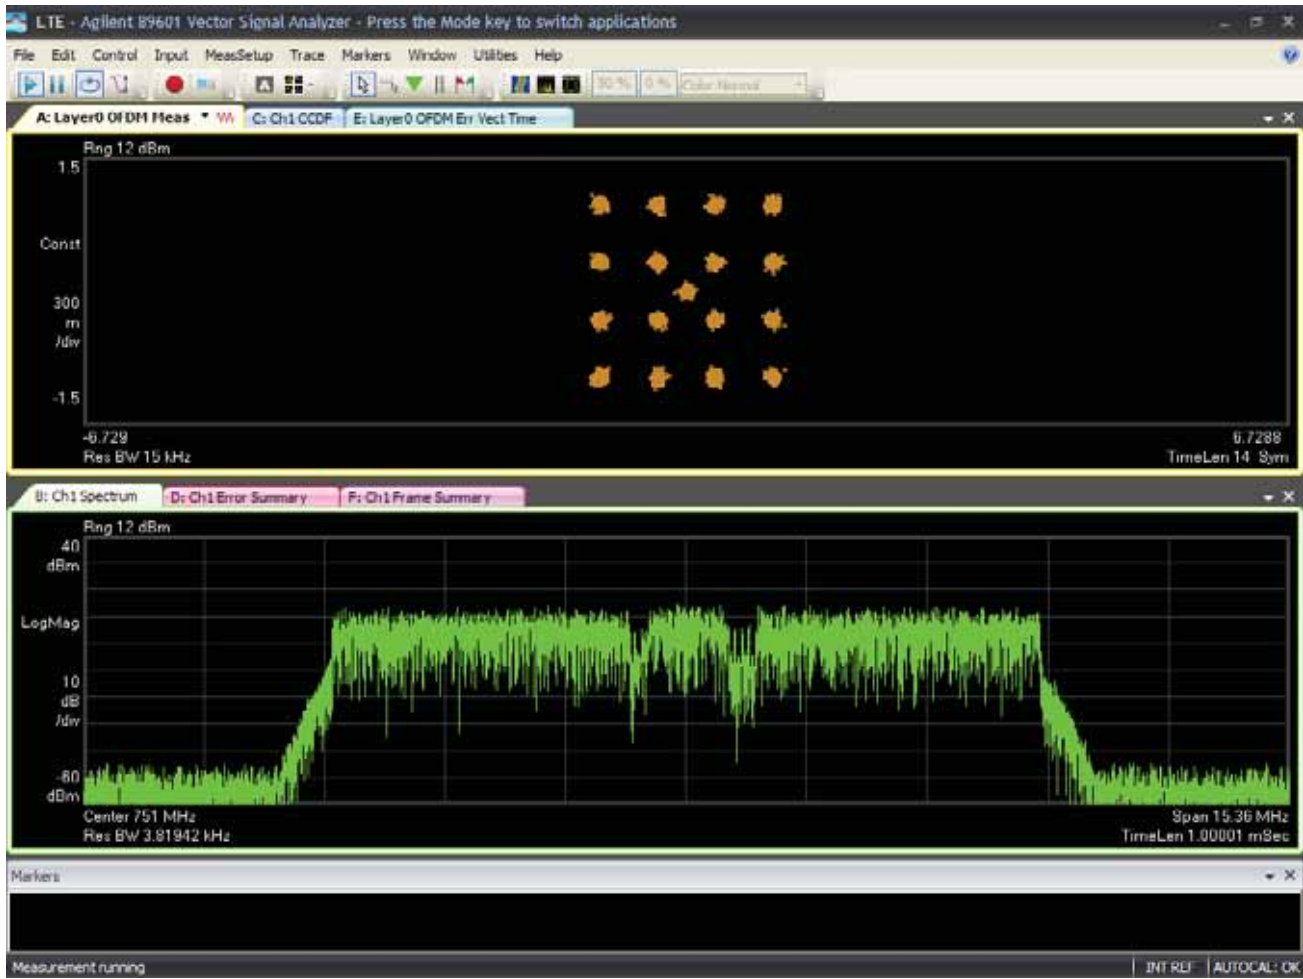 LTE - Agilent 89601 Vector Signal Analyzer - Press the Mode key to switch applications
File Edit Control Input MeasSetup Trace Markers Window Utilities Help
50 % 0 % Color Normal
A: Layer0 OFDM Meas C: Ch1 CCDF E: Layer0 OFDM Err Vect Time
Rng 12 dBm
1.5
Const
300
m
/div
-1.5
-6.729 6.7288
Res BW 15 kHz TimeLen 14 Sym
B: Ch1 Spectrum D: Ch1 Error Summary F: Ch1 Frame Summary
Rng 12 dBm
40
dBm
LogMag
10
dB
/div
-60
dBm
Center 751 MHz Span 15.36 MHz
Res BW 3.81942 kHz TimeLen 1.00001 mSec
Markers
Measurement running INT REF AUTOCAL: OK